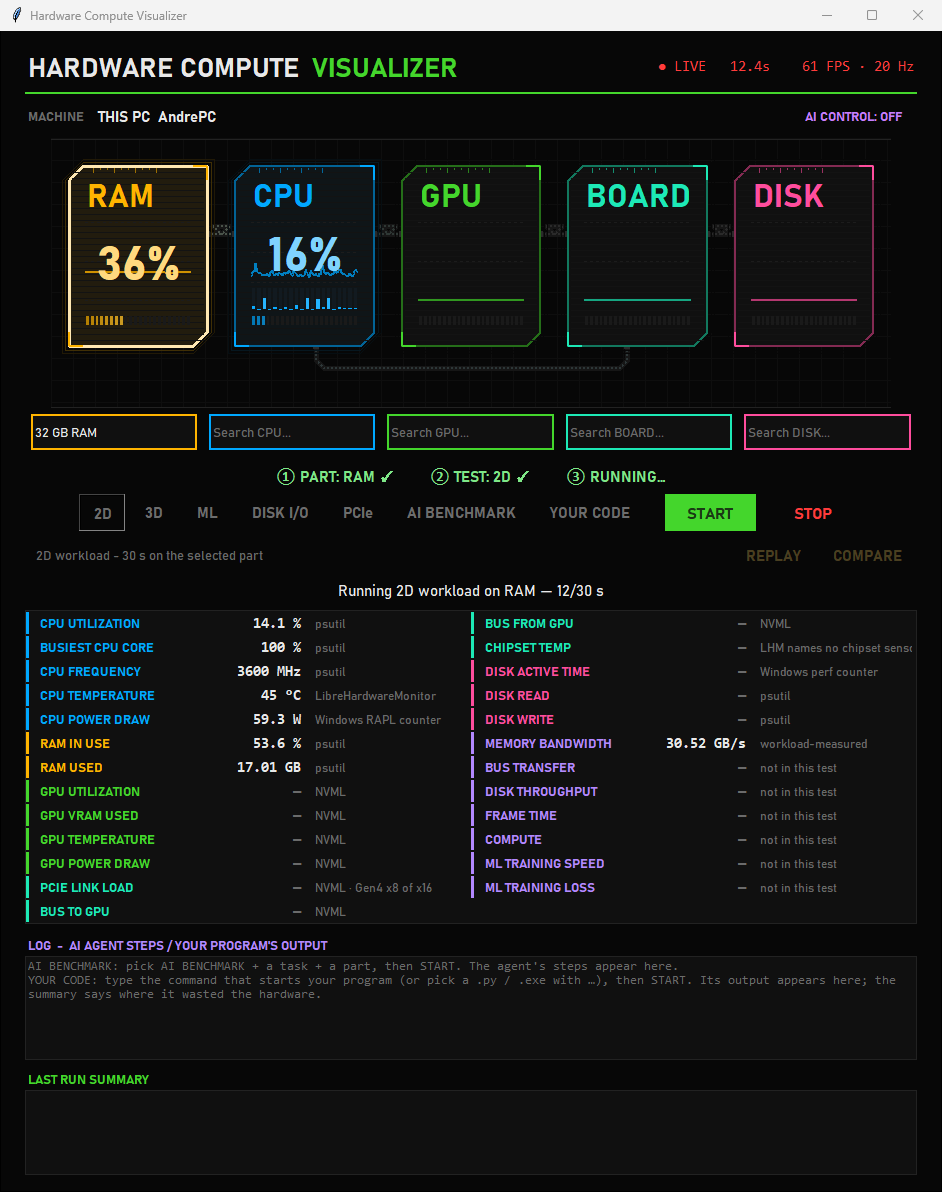 Hardware Compute Visualizer
HARDWARE COMPUTE VISUALIZER
● LIVE 12.4s 61 FPS · 20 Hz
MACHINE THIS PC AndrePC
AI CONTROL: OFF
RAM CPU GPU BOARD DISK
36% 16%
32 GB RAM
Search CPU...
Search GPU...
Search BOARD...
Search DISK...
① PART: RAM ✓ ② TEST: 2D ✓ ③ RUNNING...
2D 3D ML DISK I/O PCIe AI BENCHMARK YOUR CODE START STOP
2D workload - 30 s on the selected part
REPLAY COMPARE
Running 2D workload on RAM — 12/30 s
CPU UTILIZATION 14.1 % psutil
BUSIEST CPU CORE 100 % psutil
CPU FREQUENCY 3600 MHz psutil
CPU TEMPERATURE 45 °C LibreHardwareMonitor
CPU POWER DRAW 59.3 W Windows RAPL counter
RAM IN USE 53.6 % psutil
RAM USED 17.01 GB psutil
GPU UTILIZATION — NVML
GPU VRAM USED — NVML
GPU TEMPERATURE — NVML
GPU POWER DRAW — NVML
PCIE LINK LOAD — NVML · Gen4 x8 of x16
BUS TO GPU — NVML
BUS FROM GPU — NVML
CHIPSET TEMP — LHM names no chipset senso
DISK ACTIVE TIME — Windows perf counter
DISK READ — psutil
DISK WRITE — psutil
MEMORY BANDWIDTH 30.52 GB/s workload-measured
BUS TRANSFER — not in this test
DISK THROUGHPUT — not in this test
FRAME TIME — not in this test
COMPUTE — not in this test
ML TRAINING SPEED — not in this test
ML TRAINING LOSS — not in this test
LOG - AI AGENT STEPS / YOUR PROGRAM'S OUTPUT
AI BENCHMARK: pick AI BENCHMARK + a task + a part, then START. The agent's steps appear here.
YOUR CODE: type the command that starts your program (or pick a .py / .exe with …), then START. Its output appears here; the
summary says where it wasted the hardware.
LAST RUN SUMMARY